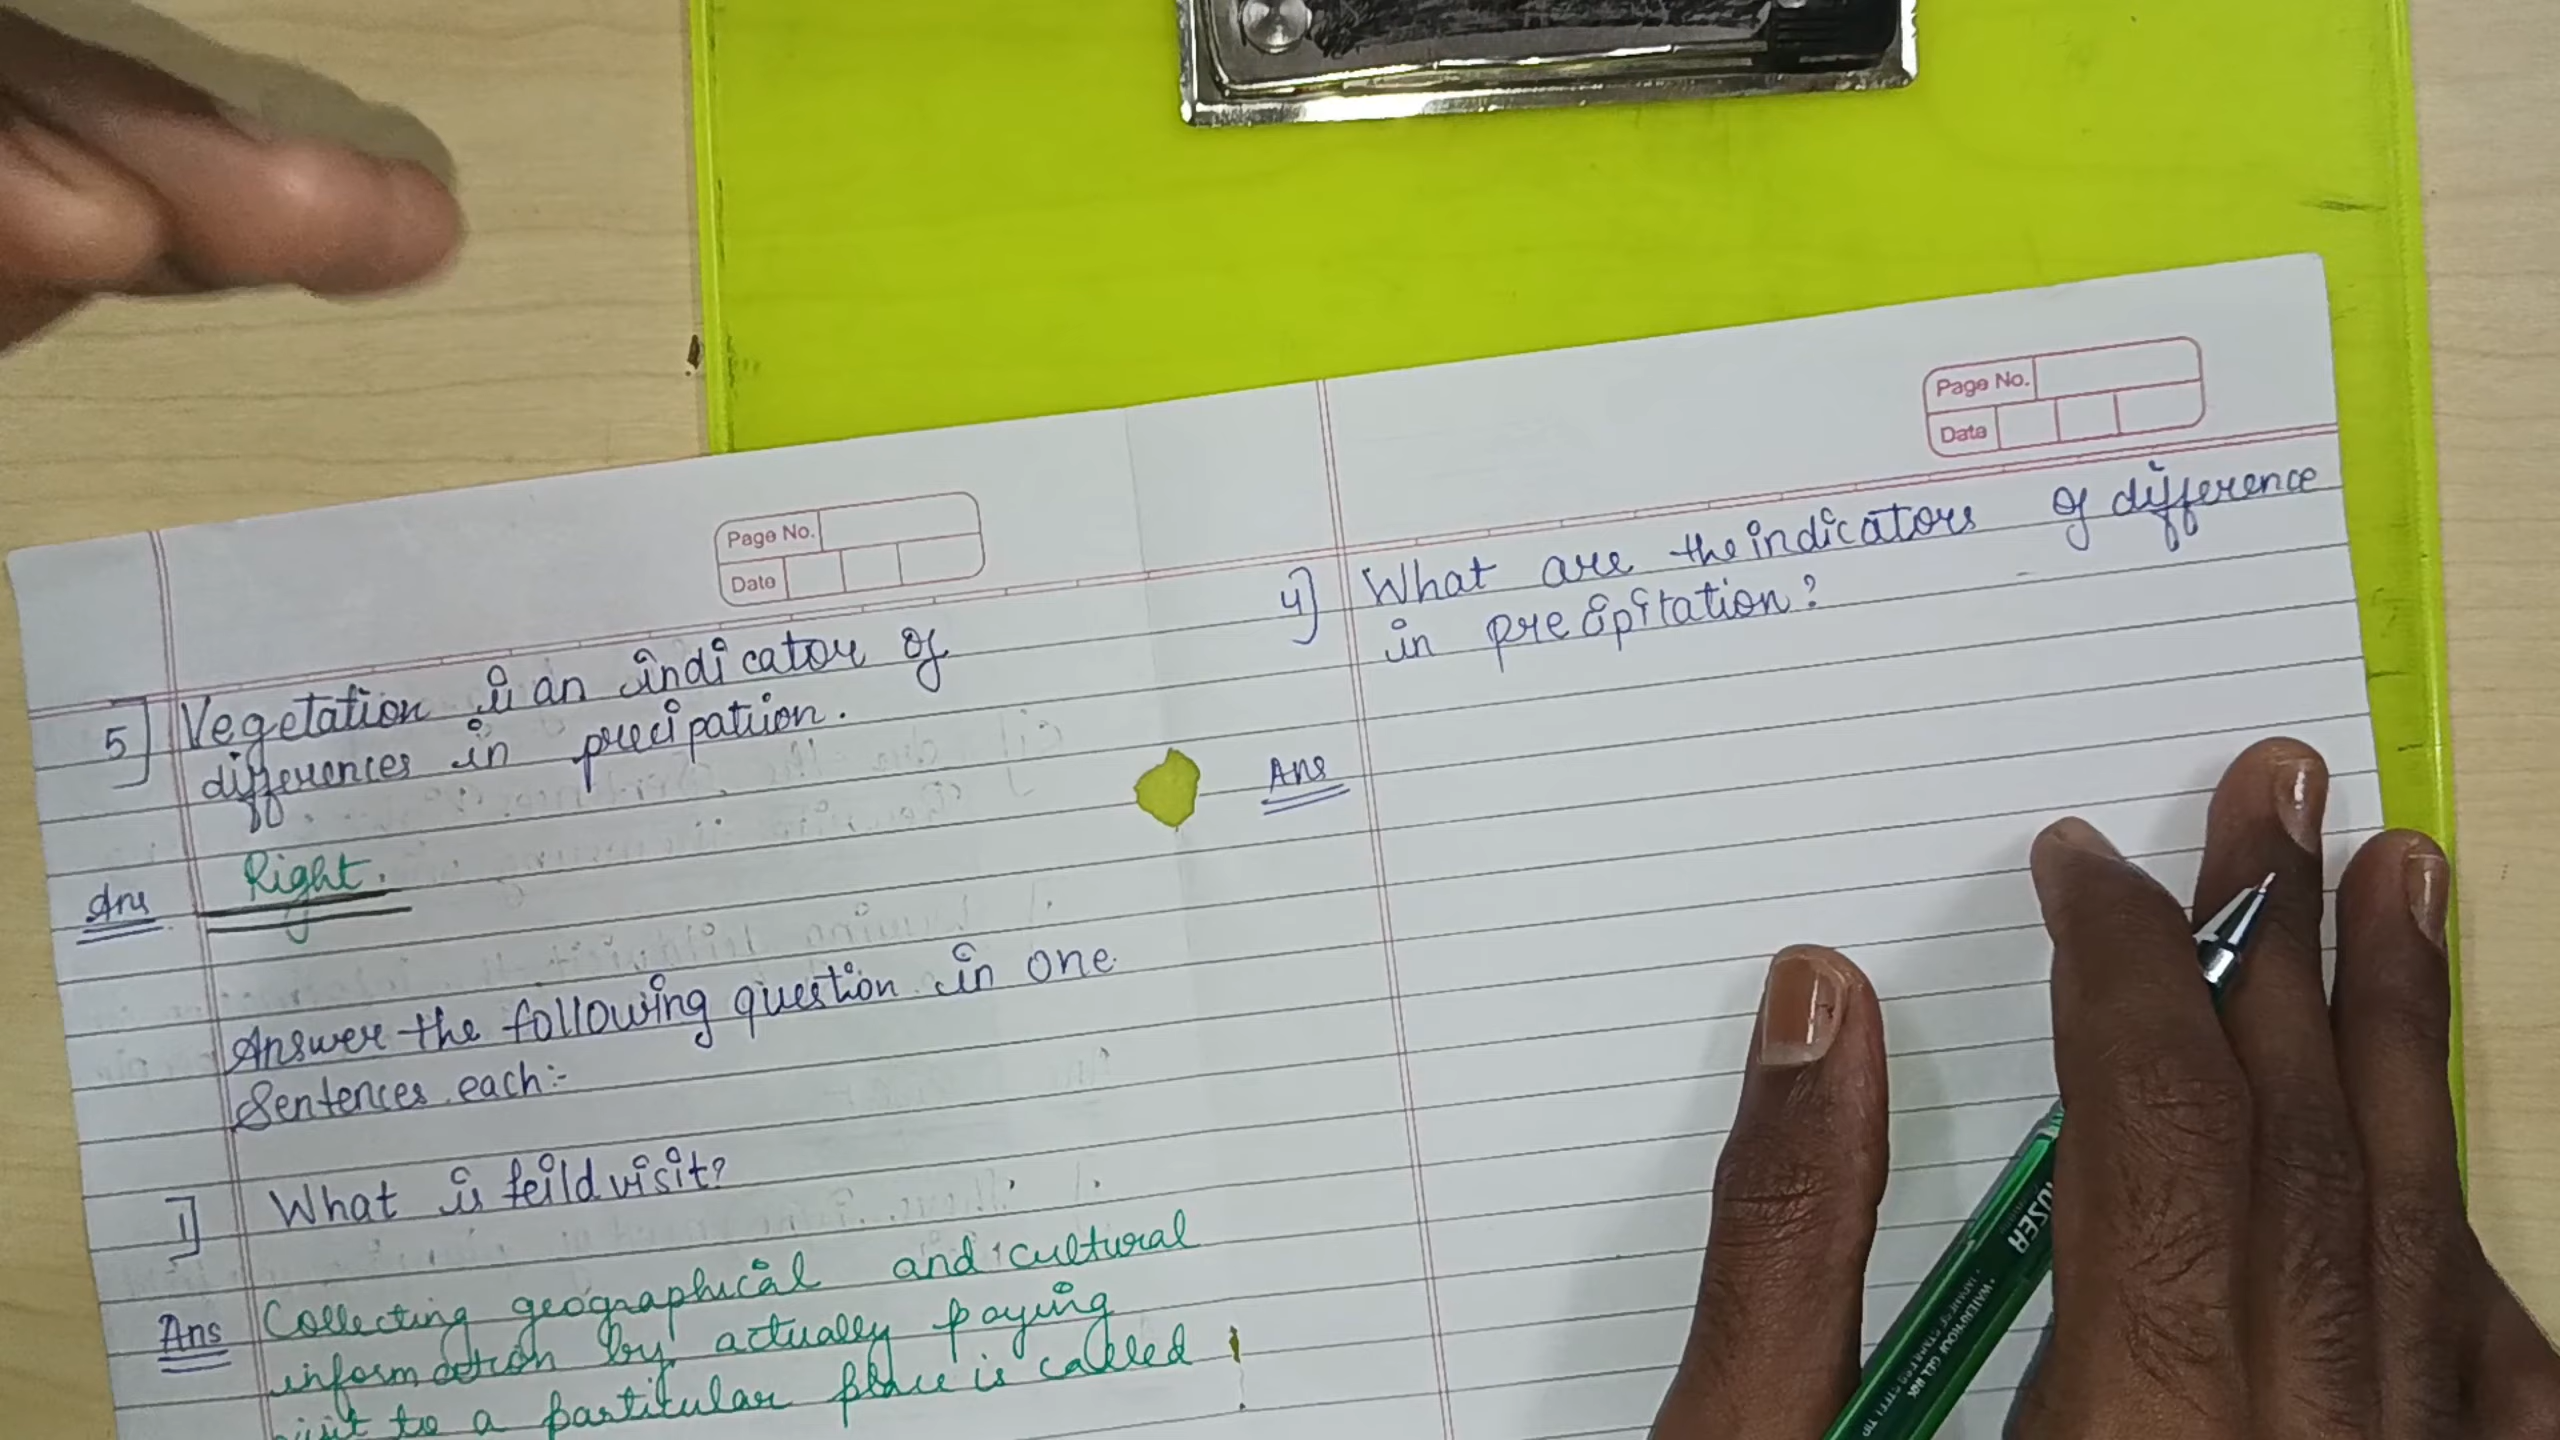 Page No.
Date
5] Vegetation is an indicator of
differences in precipation.
Ans Right.
Answer the following question in one
Sentences each:-
1] What is feild visit?
Ans Collecting geographical and cultural
information by actually paying
visit to a particular place is called
Page No.
Date
4] What are the indicators of difference
in precipitation?
Ans